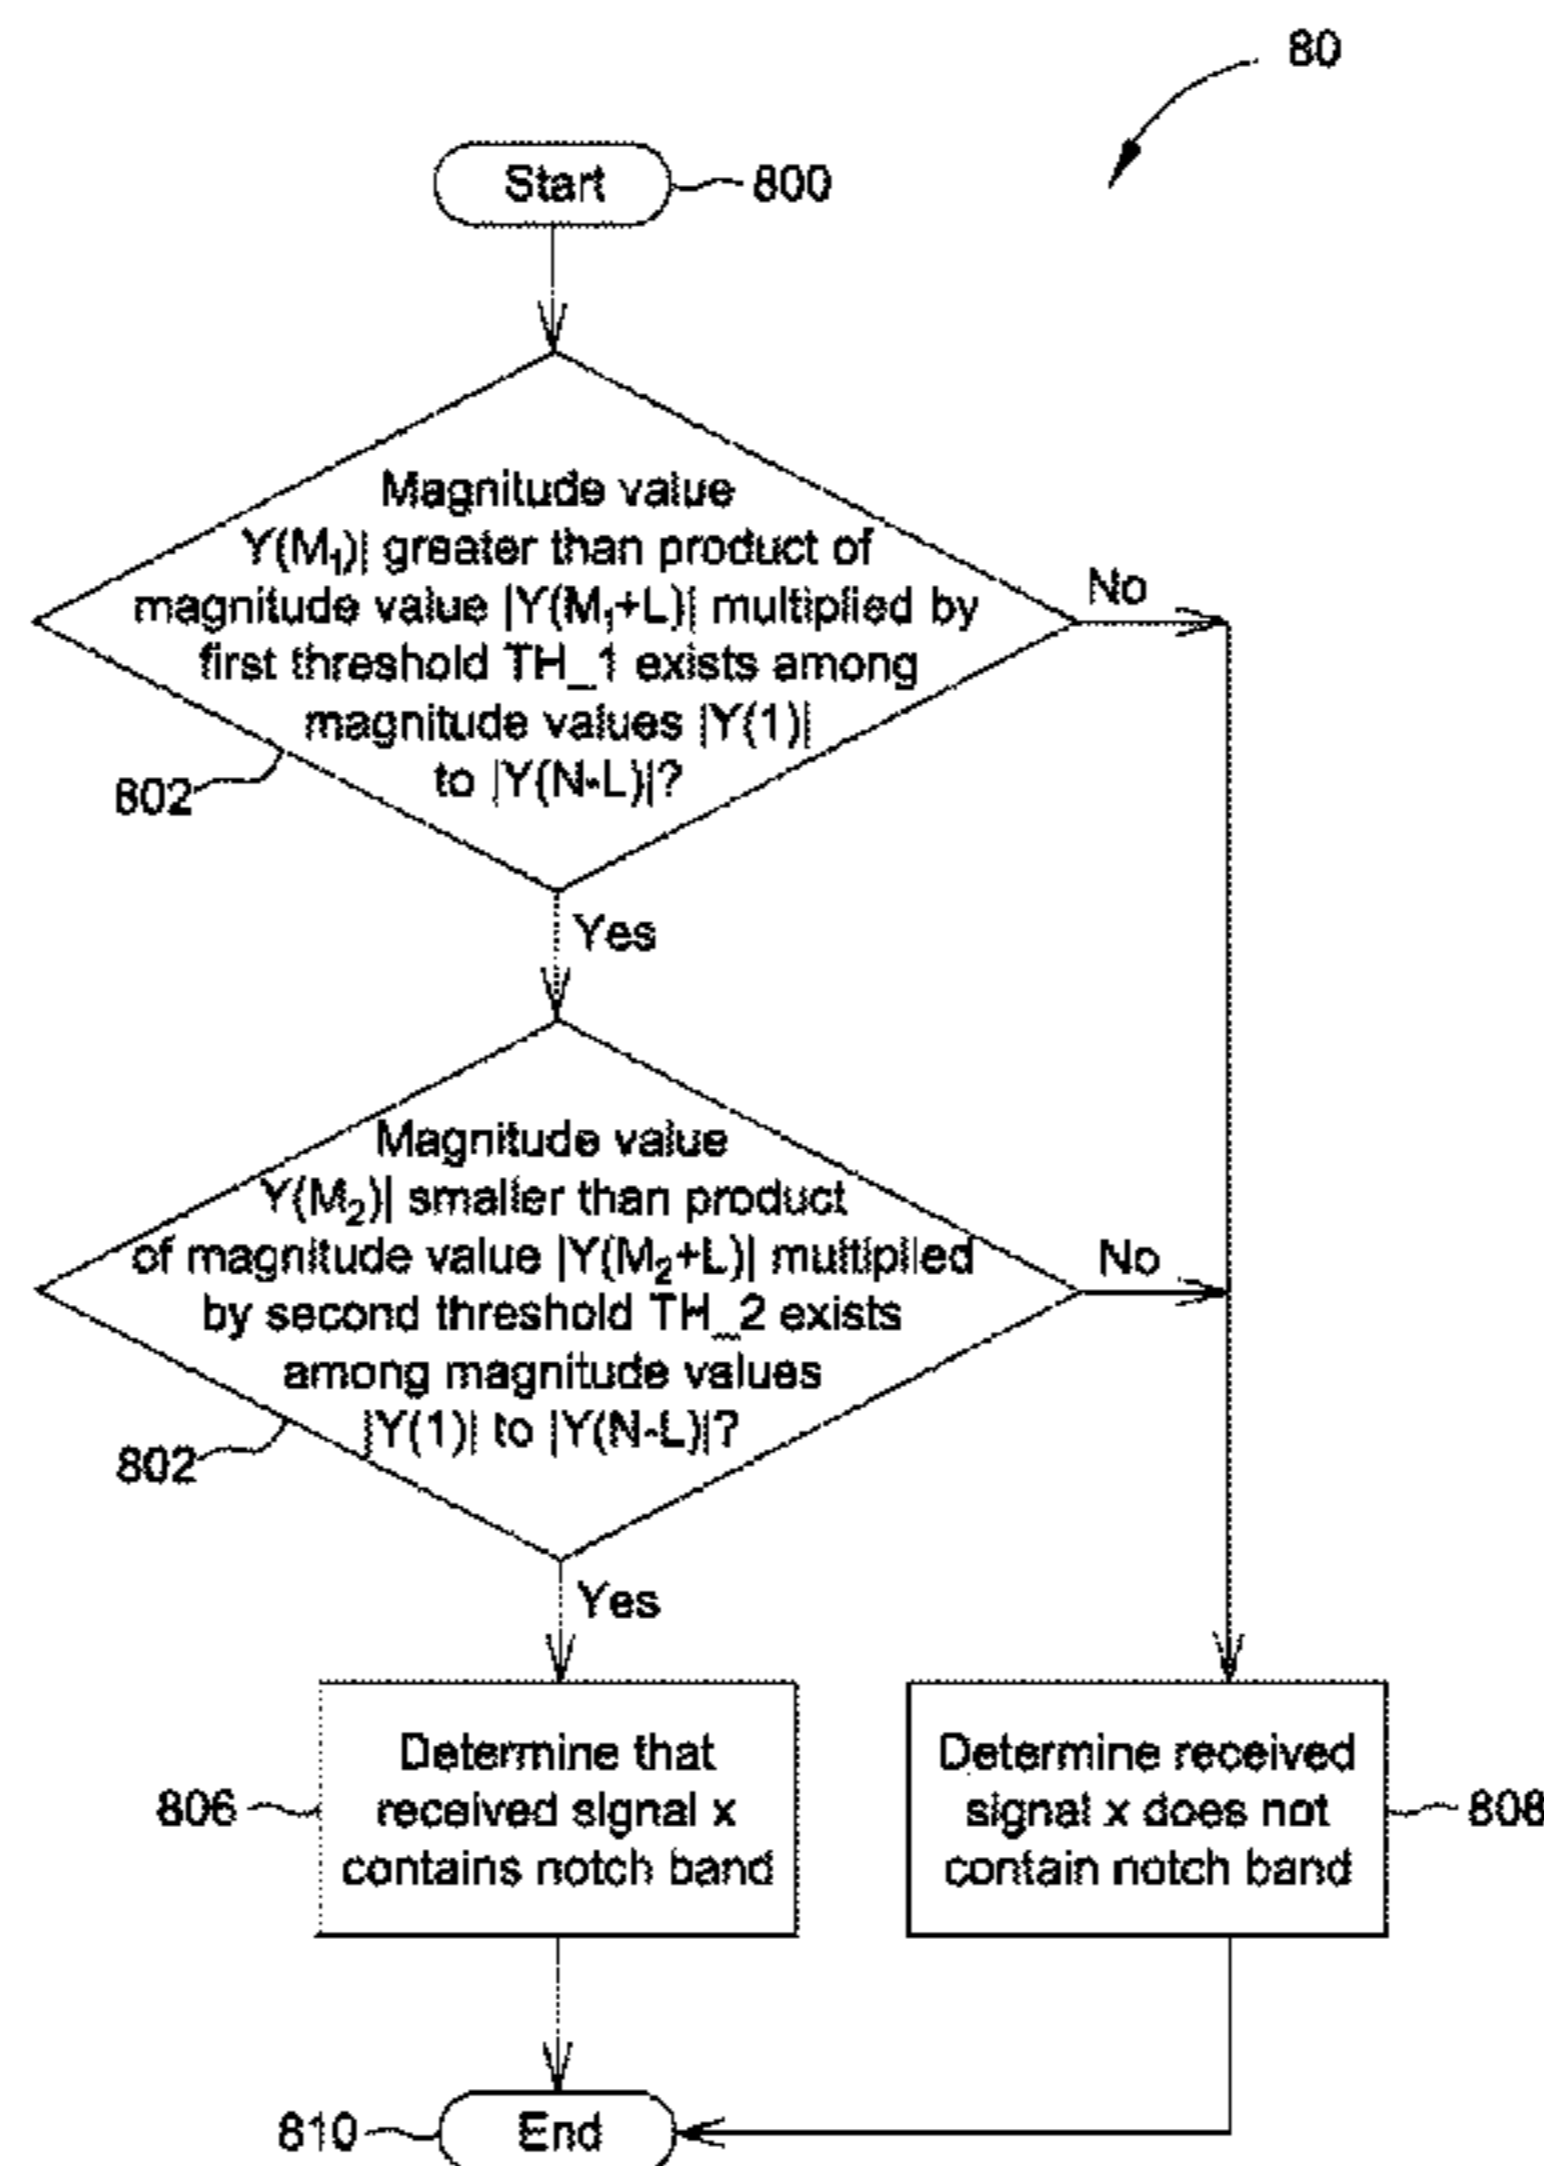 80
Start
800
Magnitude value
Y(M₁)| greater than product of
magnitude value |Y(M₁+L)| multiplied by
first threshold TH_1 exists among
magnitude values |Y(1)|
to |Y(N-L)|?
No
802
Yes
Magnitude value
Y(M₂)| smaller than product
of magnitude value |Y(M₂+L)| multiplied
by second threshold TH_2 exists
among magnitude values
|Y(1)| to |Y(N-L)|?
No
802
Yes
806
Determine that
received signal x
contains notch band
Determine received
signal x does not
contain notch band
808
810
End